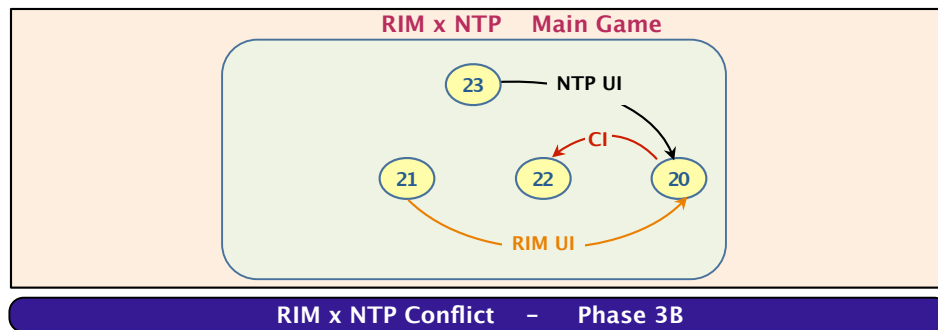 RIM x NTP Main Game
23
NTP UI
CI
21
22
20
RIM UI
RIM x NTP Conflict – Phase 3B